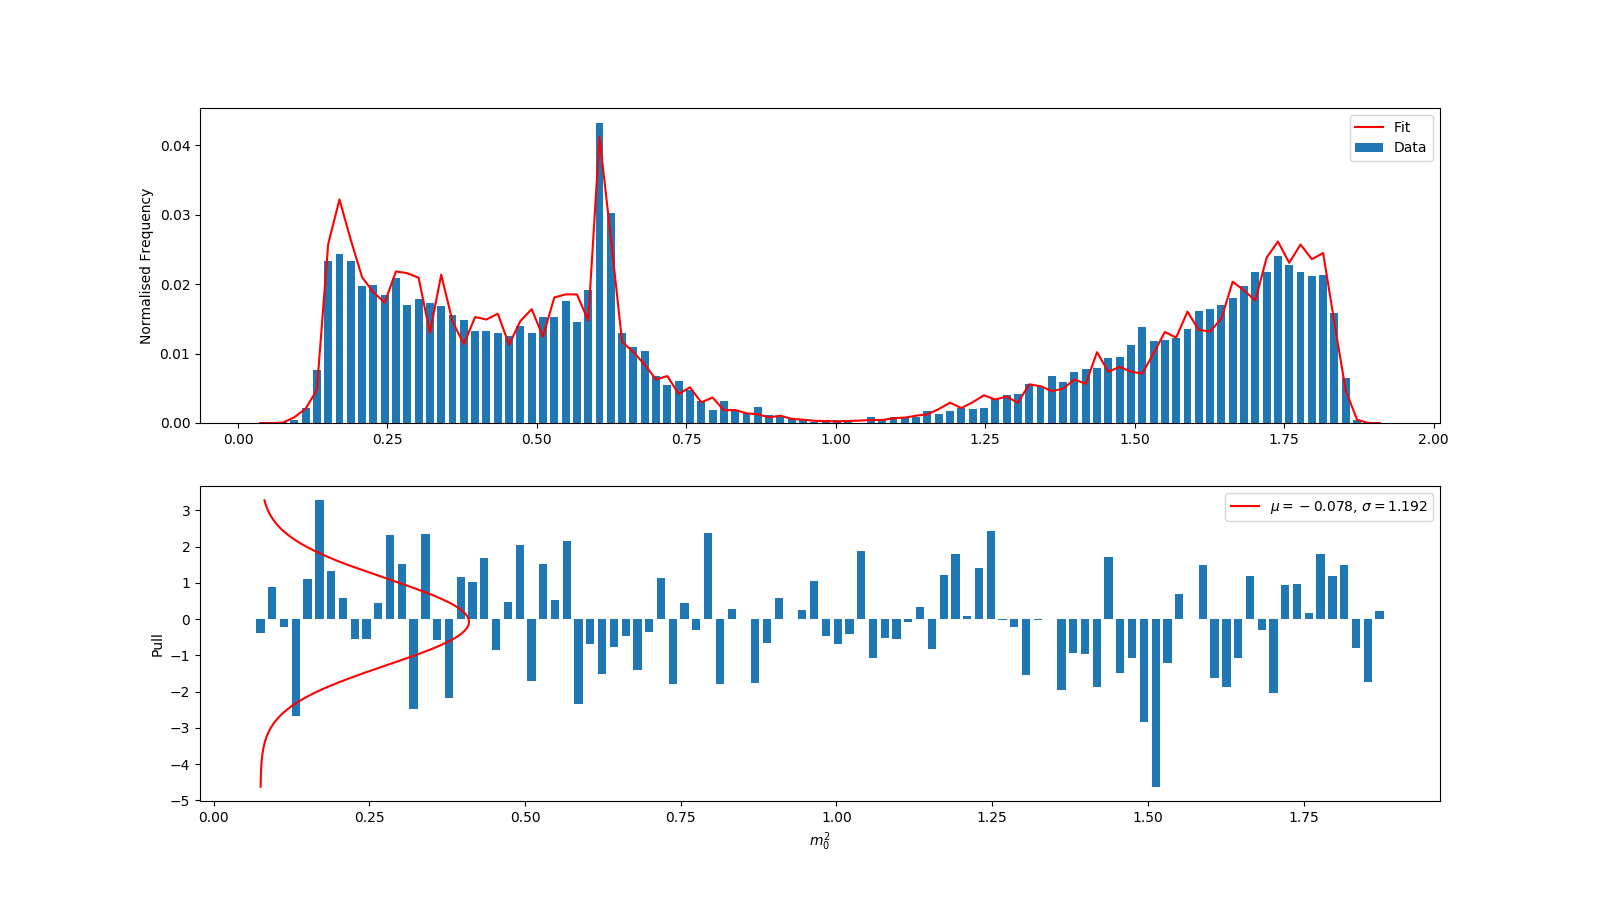 Normalised Frequency
0.04
0.03
0.02
0.01
0.00
Fit
Data
0.00 0.25 0.50 0.75 1.00 1.25 1.50 1.75 2.00
Pull
3
2
1
0
−1
−2
−3
−4
−5
μ = − 0.078, σ = 1.192
0.00 0.25 0.50 0.75 1.00 1.25 1.50 1.75
m₀²